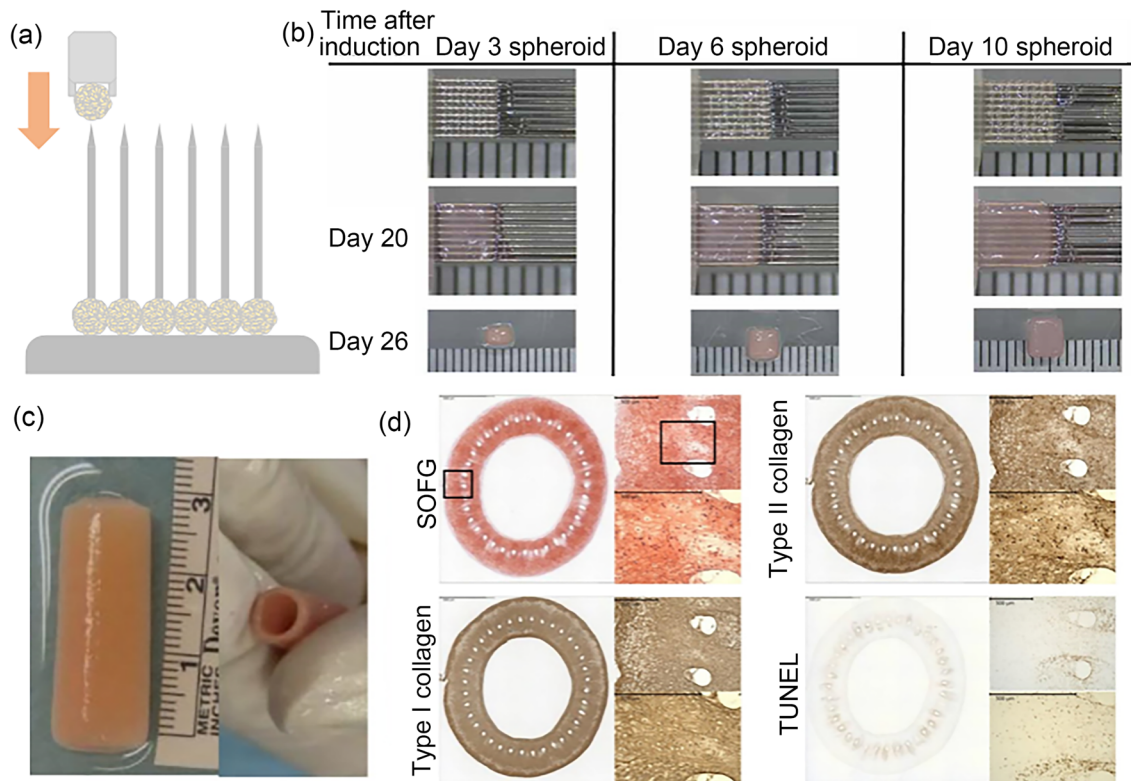 (a)
(b)
Time after
induction
Day 3 spheroid
Day 6 spheroid
Day 10 spheroid
Day 20
Day 26
(c)
3
2
1
METRIC
INCHES
(d)
SOFG
Type II collagen
Type I collagen
TUNEL